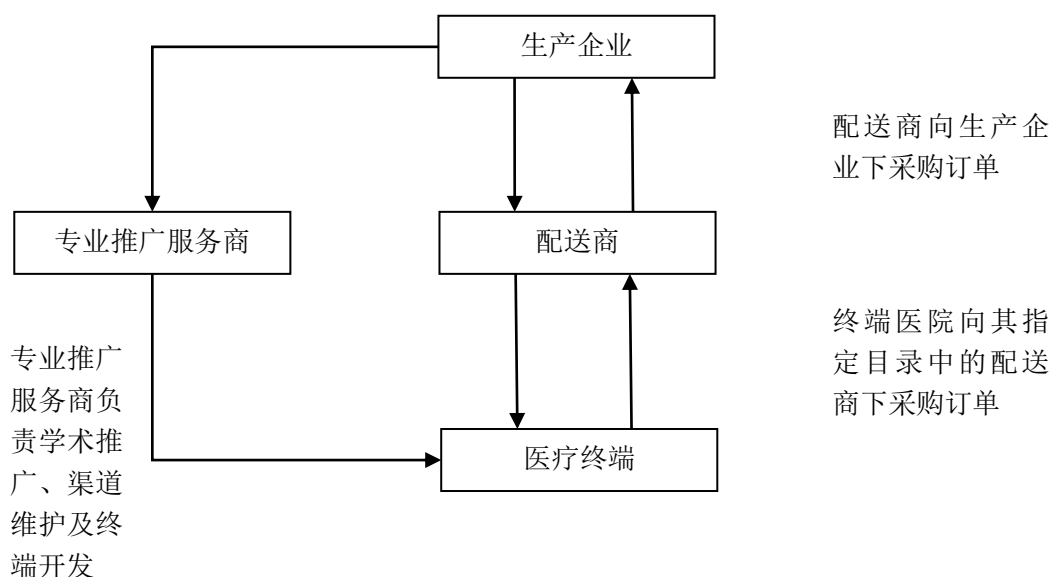 生产企业
配送商向生产企
业下采购订单
专业推广服务商
配送商
终端医院向其指
定目录中的配送
商下采购订单
专业推广
服务商负
责学术推
广、渠道
维护及终
端开发
医疗终端